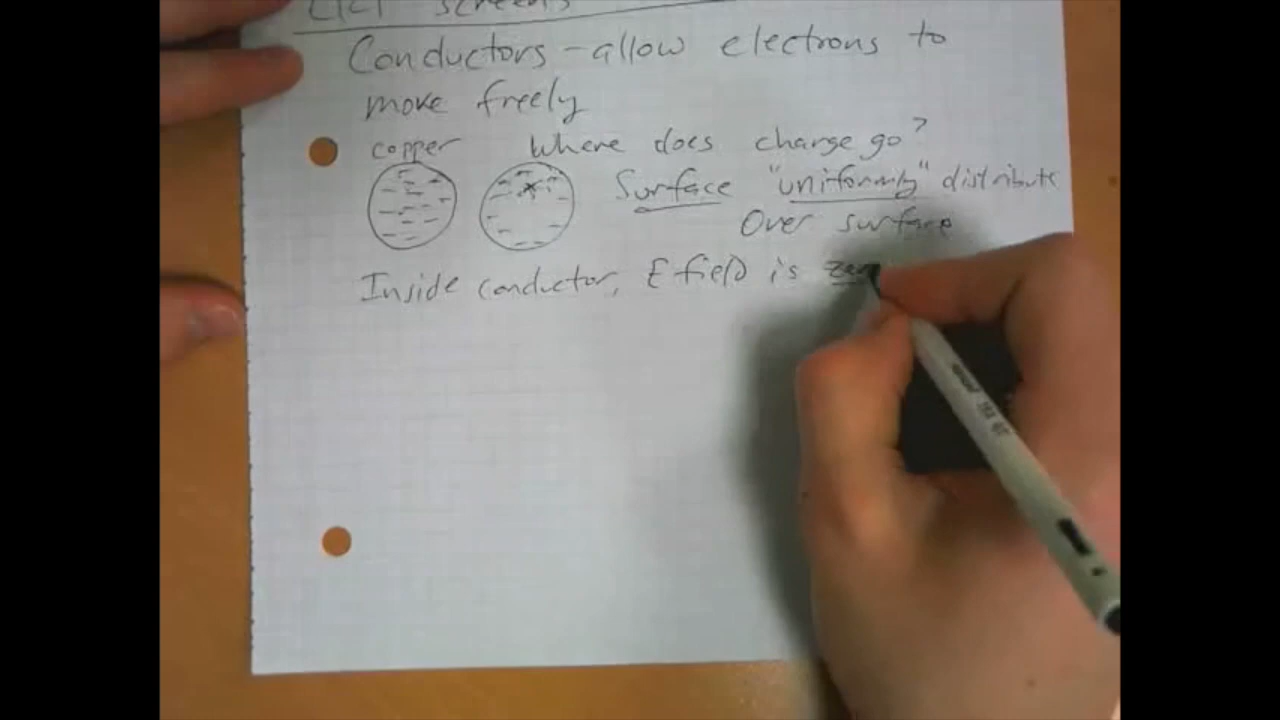 screens
Conductors - allow electrons to
move freely
copper Where does charge go?
Surface "uniformly" distribute
over surface
Inside conductor, E field is